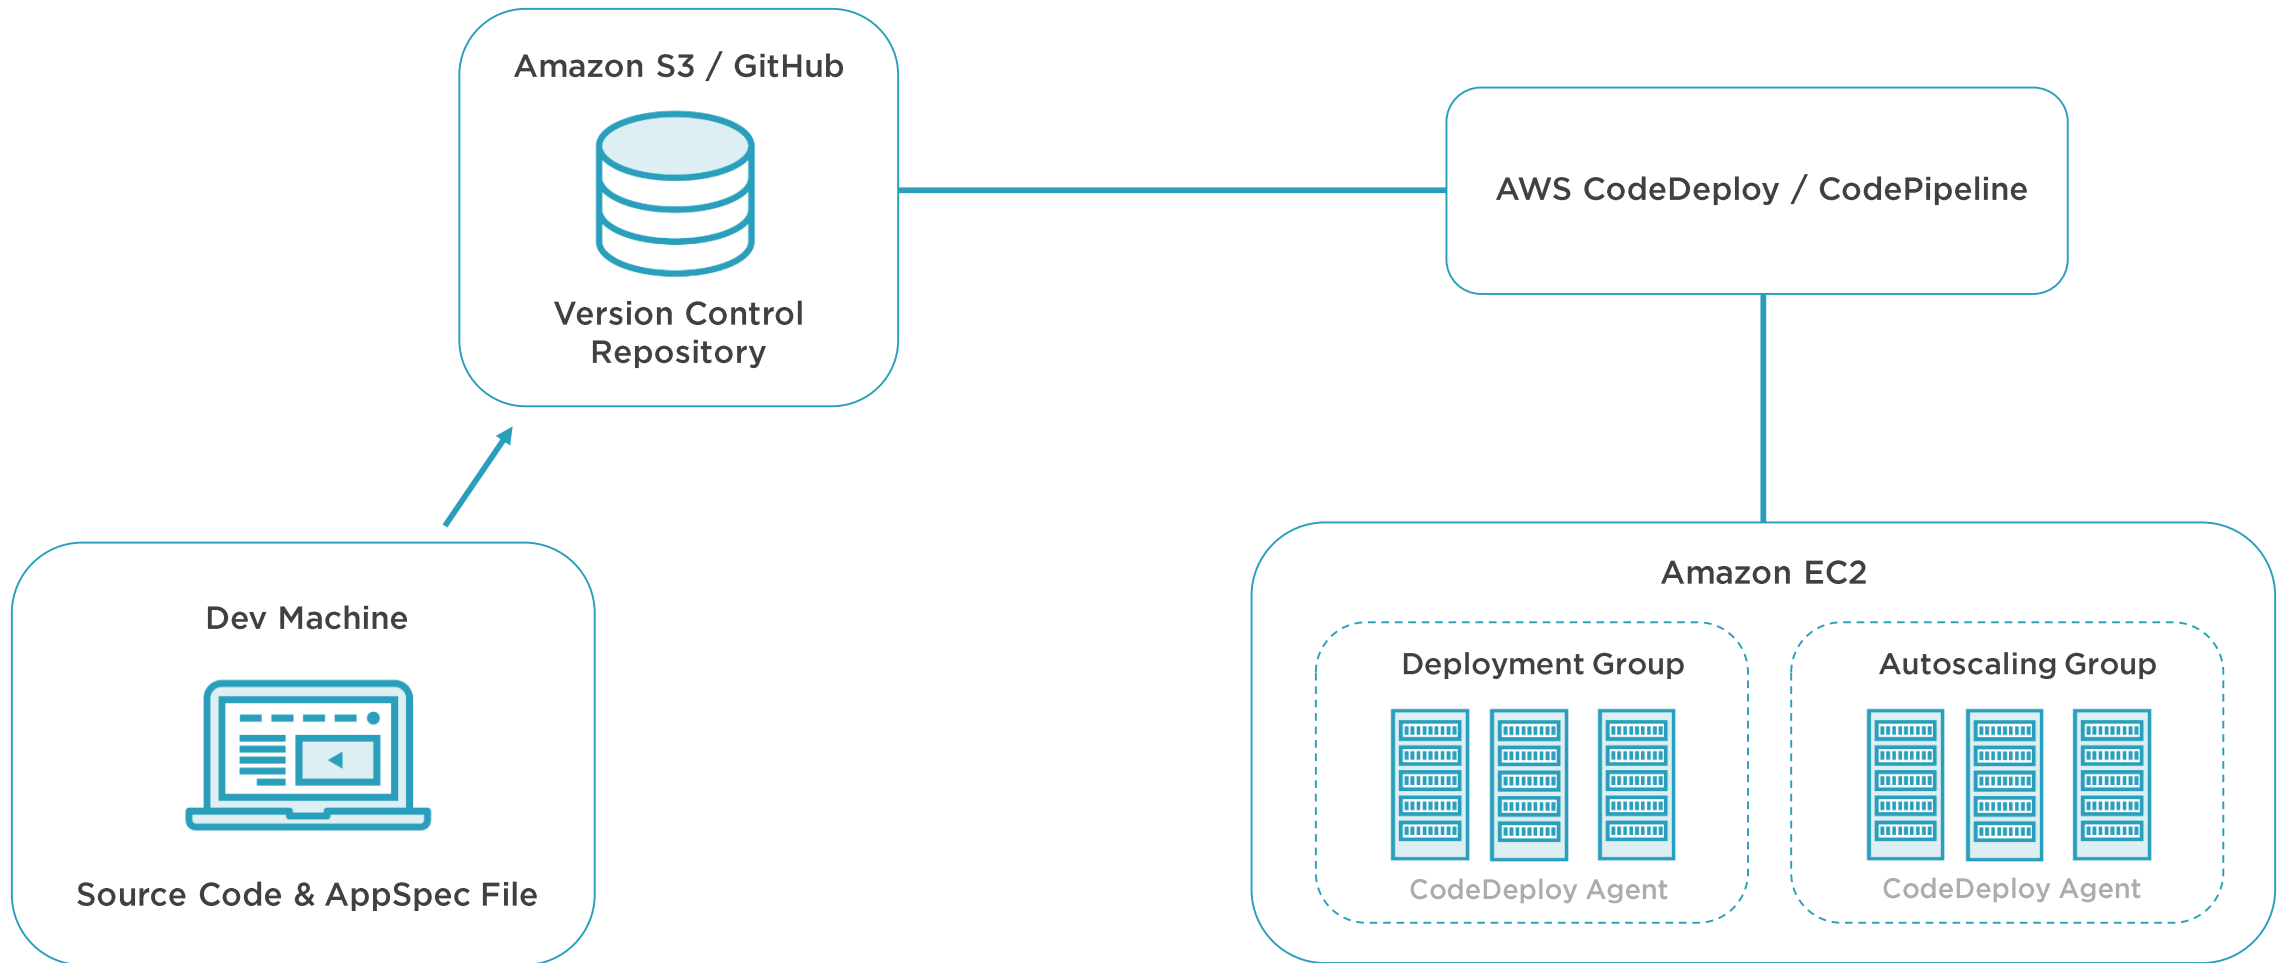 Amazon S3 / GitHub
Version Control
Repository
AWS CodeDeploy / CodePipeline
Dev Machine
Source Code & AppSpec File
Amazon EC2
Deployment Group
CodeDeploy Agent
Autoscaling Group
CodeDeploy Agent